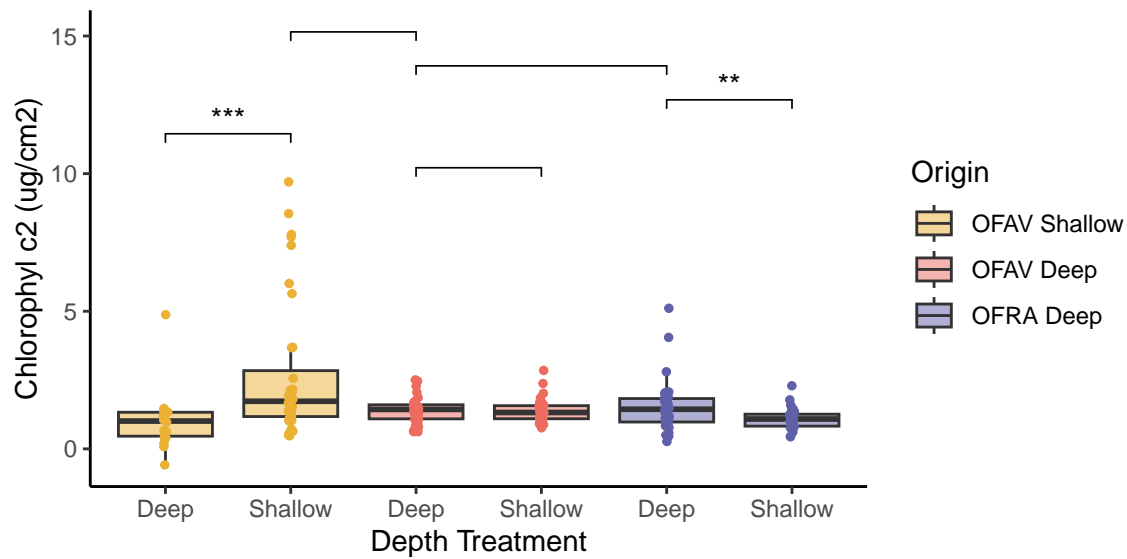 Chlorophyl c2 (ug/cm2)
15
10
5
0
***
**
Deep
Shallow
Deep
Shallow
Deep
Shallow
Depth Treatment
Origin
OFAV Shallow
OFAV Deep
OFRA Deep